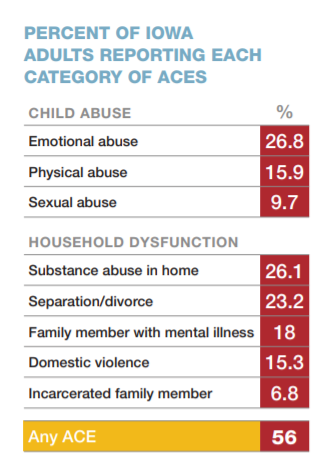 PERCENT OF IOWA
ADULTS REPORTING EACH
CATEGORY OF ACES
CHILD ABUSE %
Emotional abuse 26.8
Physical abuse 15.9
Sexual abuse 9.7
HOUSEHOLD DYSFUNCTION
Substance abuse in home 26.1
Separation/divorce 23.2
Family member with mental illness 18
Domestic violence 15.3
Incarcerated family member 6.8
Any ACE 56